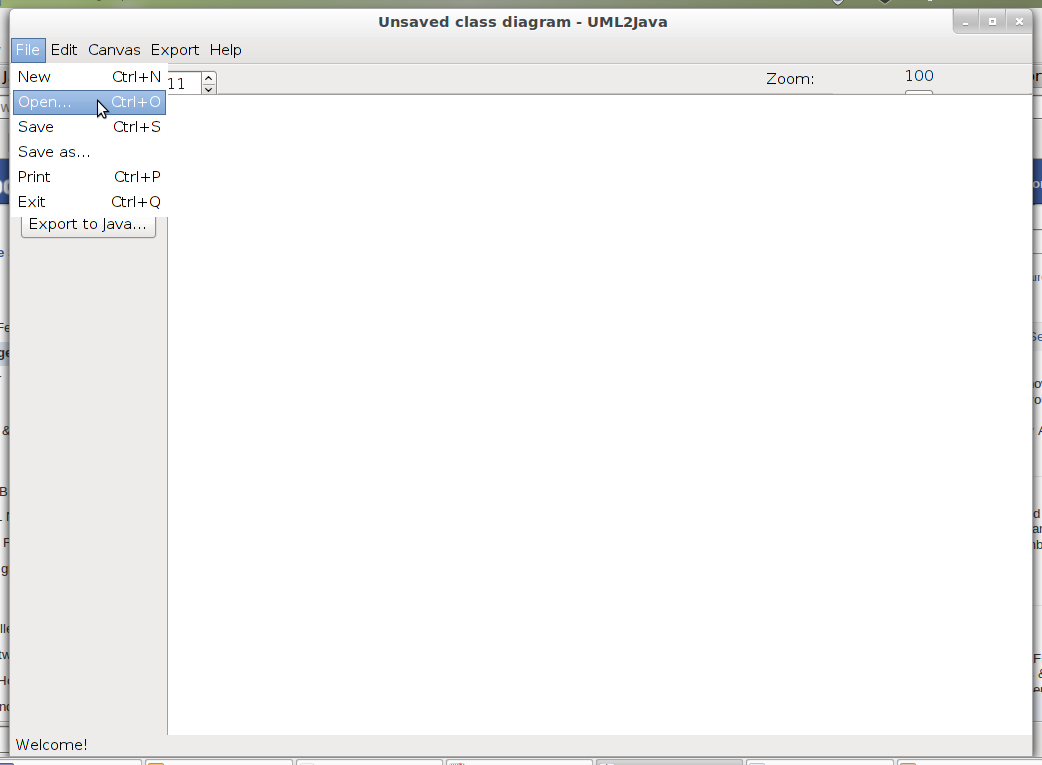 Unsaved class diagram - UML2Java
File Edit Canvas Export Help
New Ctrl+N
11
Zoom: 100
Open... Ctrl+O
Save Ctrl+S
Save as...
Print Ctrl+P
Exit Ctrl+Q
Export to Java...
Welcome!